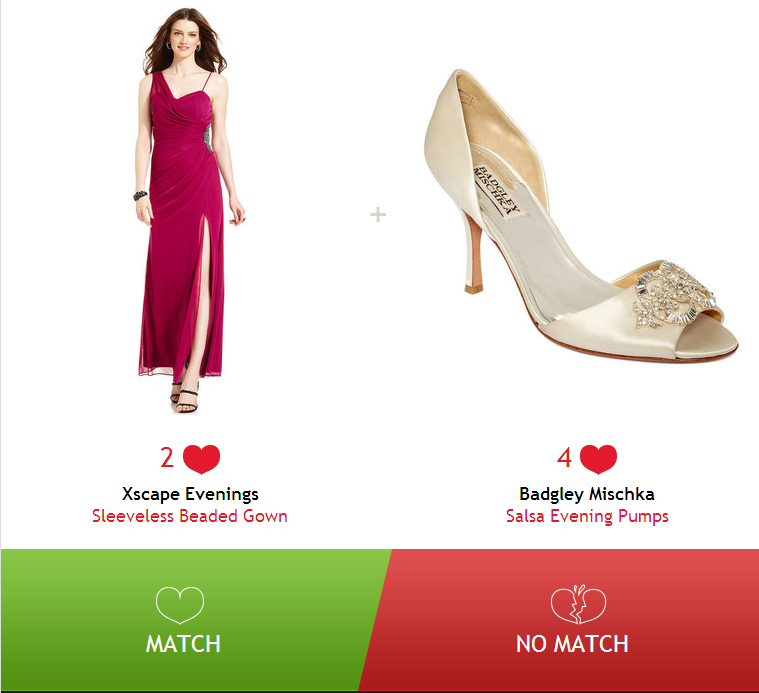 BADGLEY
MISCHKA
2
4
Xscape Evenings
Sleeveless Beaded Gown
Badgley Mischka
Salsa Evening Pumps
MATCH
NO MATCH